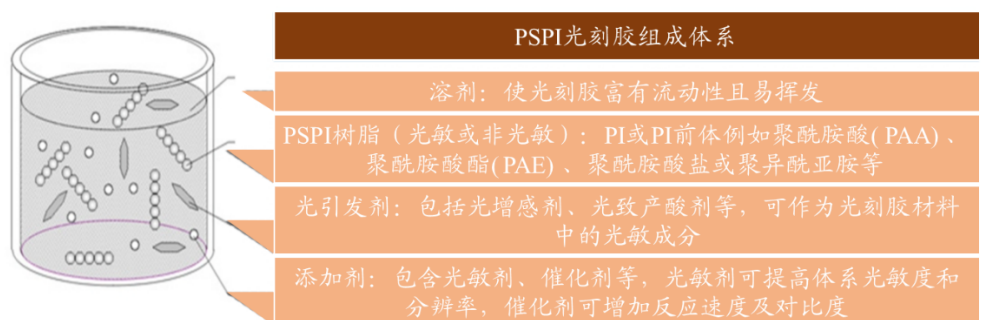 PSPI光刻胶组成体系
溶剂：使光刻胶富有流动性且易挥发
PSPI树脂（光敏或非光敏）：PI或PI前体例如聚酰胺酸( PAA) 、
聚酰胺酸酯( PAE) 、聚酰胺酸盐或聚异酰亚胺等
光引发剂：包括光增感剂、光致产酸剂等，可作为光刻胶材料
中的光敏成分
添加剂：包含光敏剂、催化剂等，光敏剂可提高体系光敏度和
分辨率，催化剂可增加反应速度及对比度